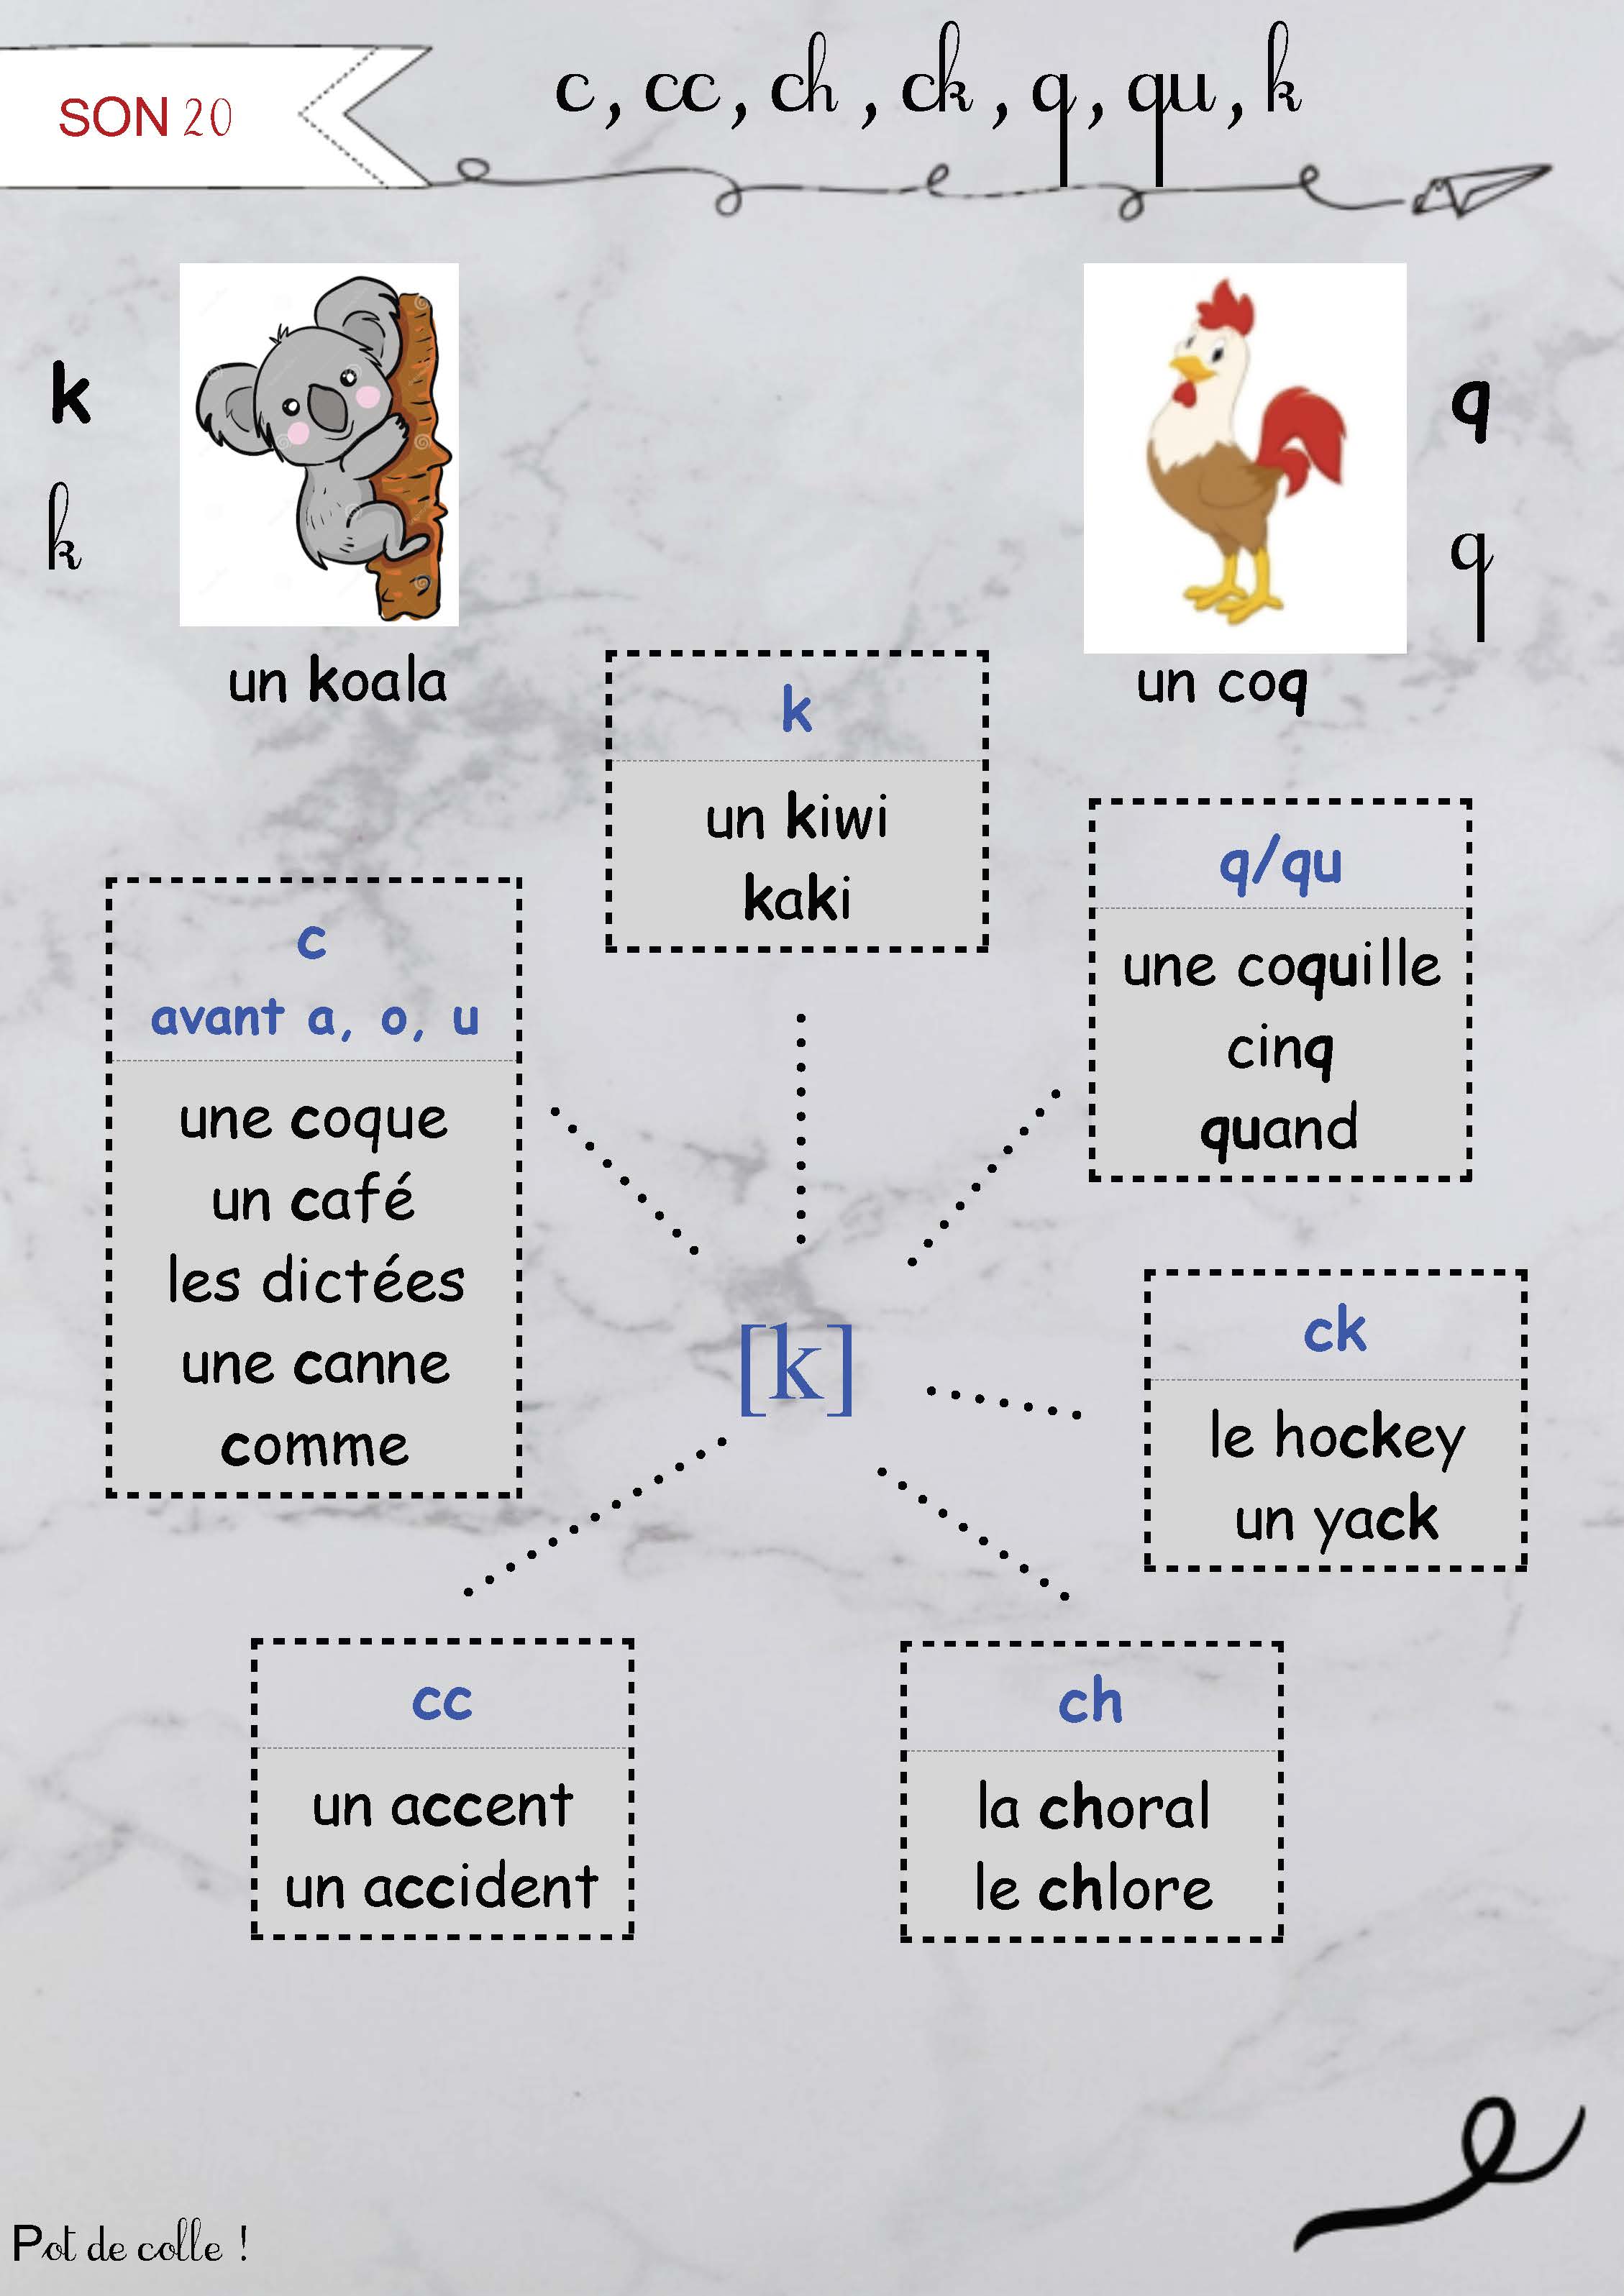 SON 20
c, cc, ch, ck, q, qu, k
k
k
un koala
q
q
un coq
k
un kiwi
kaki
q/qu
une coquille
cinq
quand
c
avant a, o, u
une coque
un café
les dictées
une canne
comme
[k]
ck
le hockey
un yack
cc
un accent
un accident
ch
la choral
le chlore
Pot de colle !